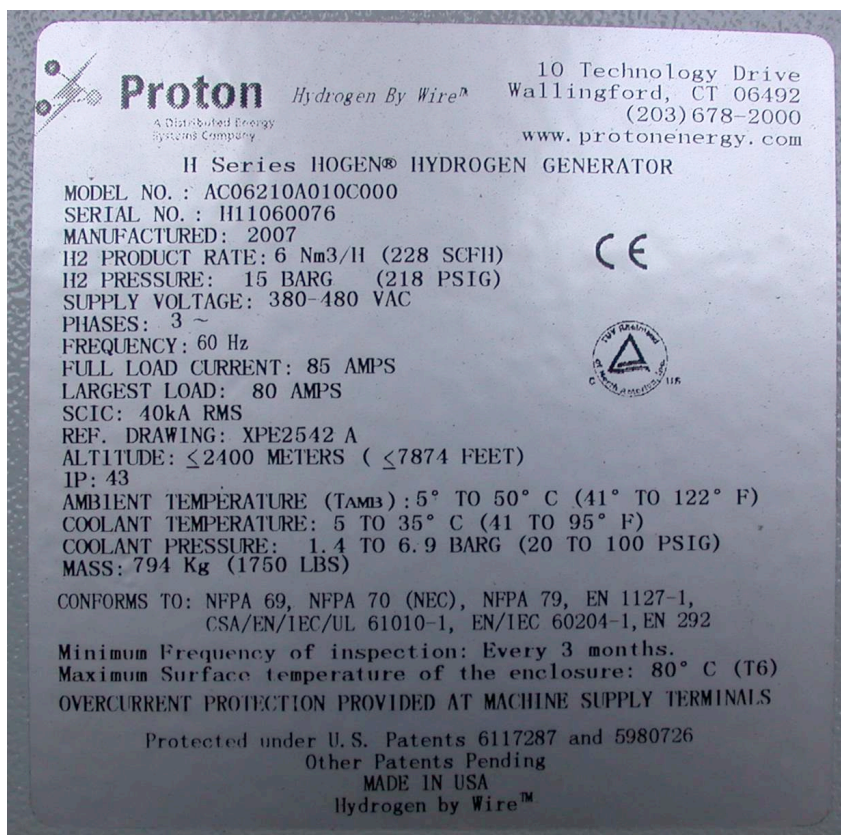 Proton
Hydrogen By Wire™
A Distributed Energy
Systems Company
10 Technology Drive
Wallingford, CT 06492
(203)678-2000
www.protonenergy.com
H Series HOGEN® HYDROGEN GENERATOR
MODEL NO.: AC06210A010C000
SERIAL NO.: H11060076
MANUFACTURED: 2007
H2 PRODUCT RATE: 6 Nm3/H (228 SCFH)
H2 PRESSURE: 15 BARG (218 PSIG)
SUPPLY VOLTAGE: 380-480 VAC
PHASES: 3 ~
FREQUENCY: 60 Hz
FULL LOAD CURRENT: 85 AMPS
LARGEST LOAD: 80 AMPS
SCIC: 40kA RMS
REF. DRAWING: XPE2542 A
ALTITUDE: ≤2400 METERS ( ≤7874 FEET)
IP: 43
AMBIENT TEMPERATURE (TAMB): 5° TO 50° C (41° TO 122° F)
COOLANT TEMPERATURE: 5 TO 35° C (41 TO 95° F)
COOLANT PRESSURE: 1.4 TO 6.9 BARG (20 TO 100 PSIG)
MASS: 794 Kg (1750 LBS)
CE
TUV Rheinland
of North America, Inc.
C US
CONFORMS TO: NFPA 69, NFPA 70 (NEC), NFPA 79, EN 1127-1,
CSA/EN/IEC/UL 61010-1, EN/IEC 60204-1, EN 292
Minimum Frequency of inspection: Every 3 months.
Maximum Surface temperature of the enclosure: 80° C (T6)
OVERCURRENT PROTECTION PROVIDED AT MACHINE SUPPLY TERMINALS
Protected under U.S. Patents 6117287 and 5980726
Other Patents Pending
MADE IN USA
Hydrogen by Wire™